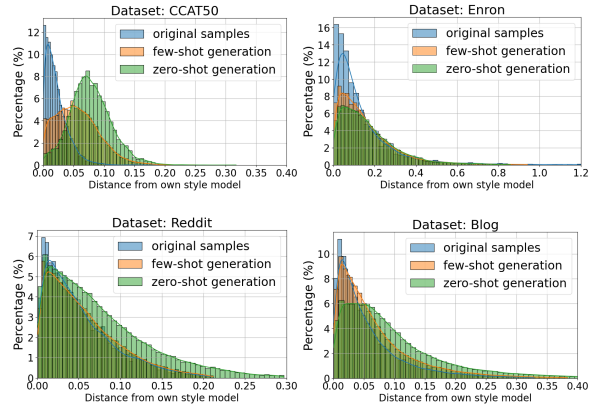 Dataset: CCAT50
original samples
few-shot generation
zero-shot generation
Percentage (%)
12
10
8
6
4
2
0
0.00 0.05 0.10 0.15 0.20 0.25 0.30 0.35 0.40
Distance from own style model
Dataset: Enron
original samples
few-shot generation
zero-shot generation
Percentage (%)
16
14
12
10
8
6
4
2
0
0.0 0.2 0.4 0.6 0.8 1.0 1.2
Distance from own style model
Dataset: Reddit
original samples
few-shot generation
zero-shot generation
Percentage (%)
7
6
5
4
3
2
1
0
0.00 0.05 0.10 0.15 0.20 0.25 0.30
Distance from own style model
Dataset: Blog
original samples
few-shot generation
zero-shot generation
Percentage (%)
10
8
6
4
2
0
0.00 0.05 0.10 0.15 0.20 0.25 0.30 0.35 0.40
Distance from own style model